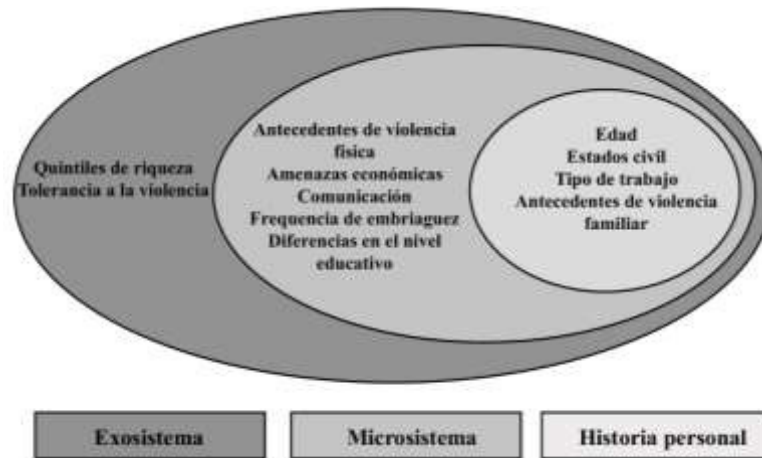 Quintiles de riqueza
Tolerancia a la violencia
Antecedentes de violencia
física
Amenazas económicas
Comunicación
Frequencia de embriaguez
Diferencias en el nivel
educativo
Edad
Estados civil
Tipo de trabajo
Antecedentes de violencia
familiar
Exosistema
Microsistema
Historia personal